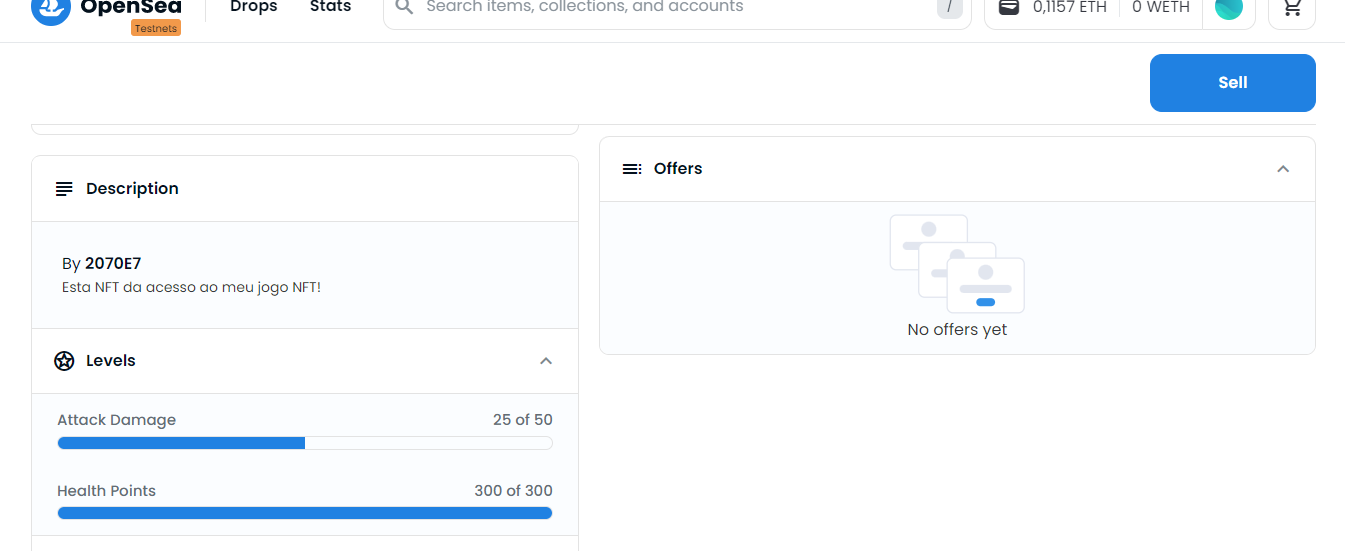 OpenSea
Testnets
Drops
Stats
Search items, collections, and accounts
/
0,1157 ETH
0 WETH
Sell
Description
By 2070E7
Esta NFT da acesso ao meu jogo NFT!
Levels
Attack Damage
25 of 50
Health Points
300 of 300
Offers
No offers yet